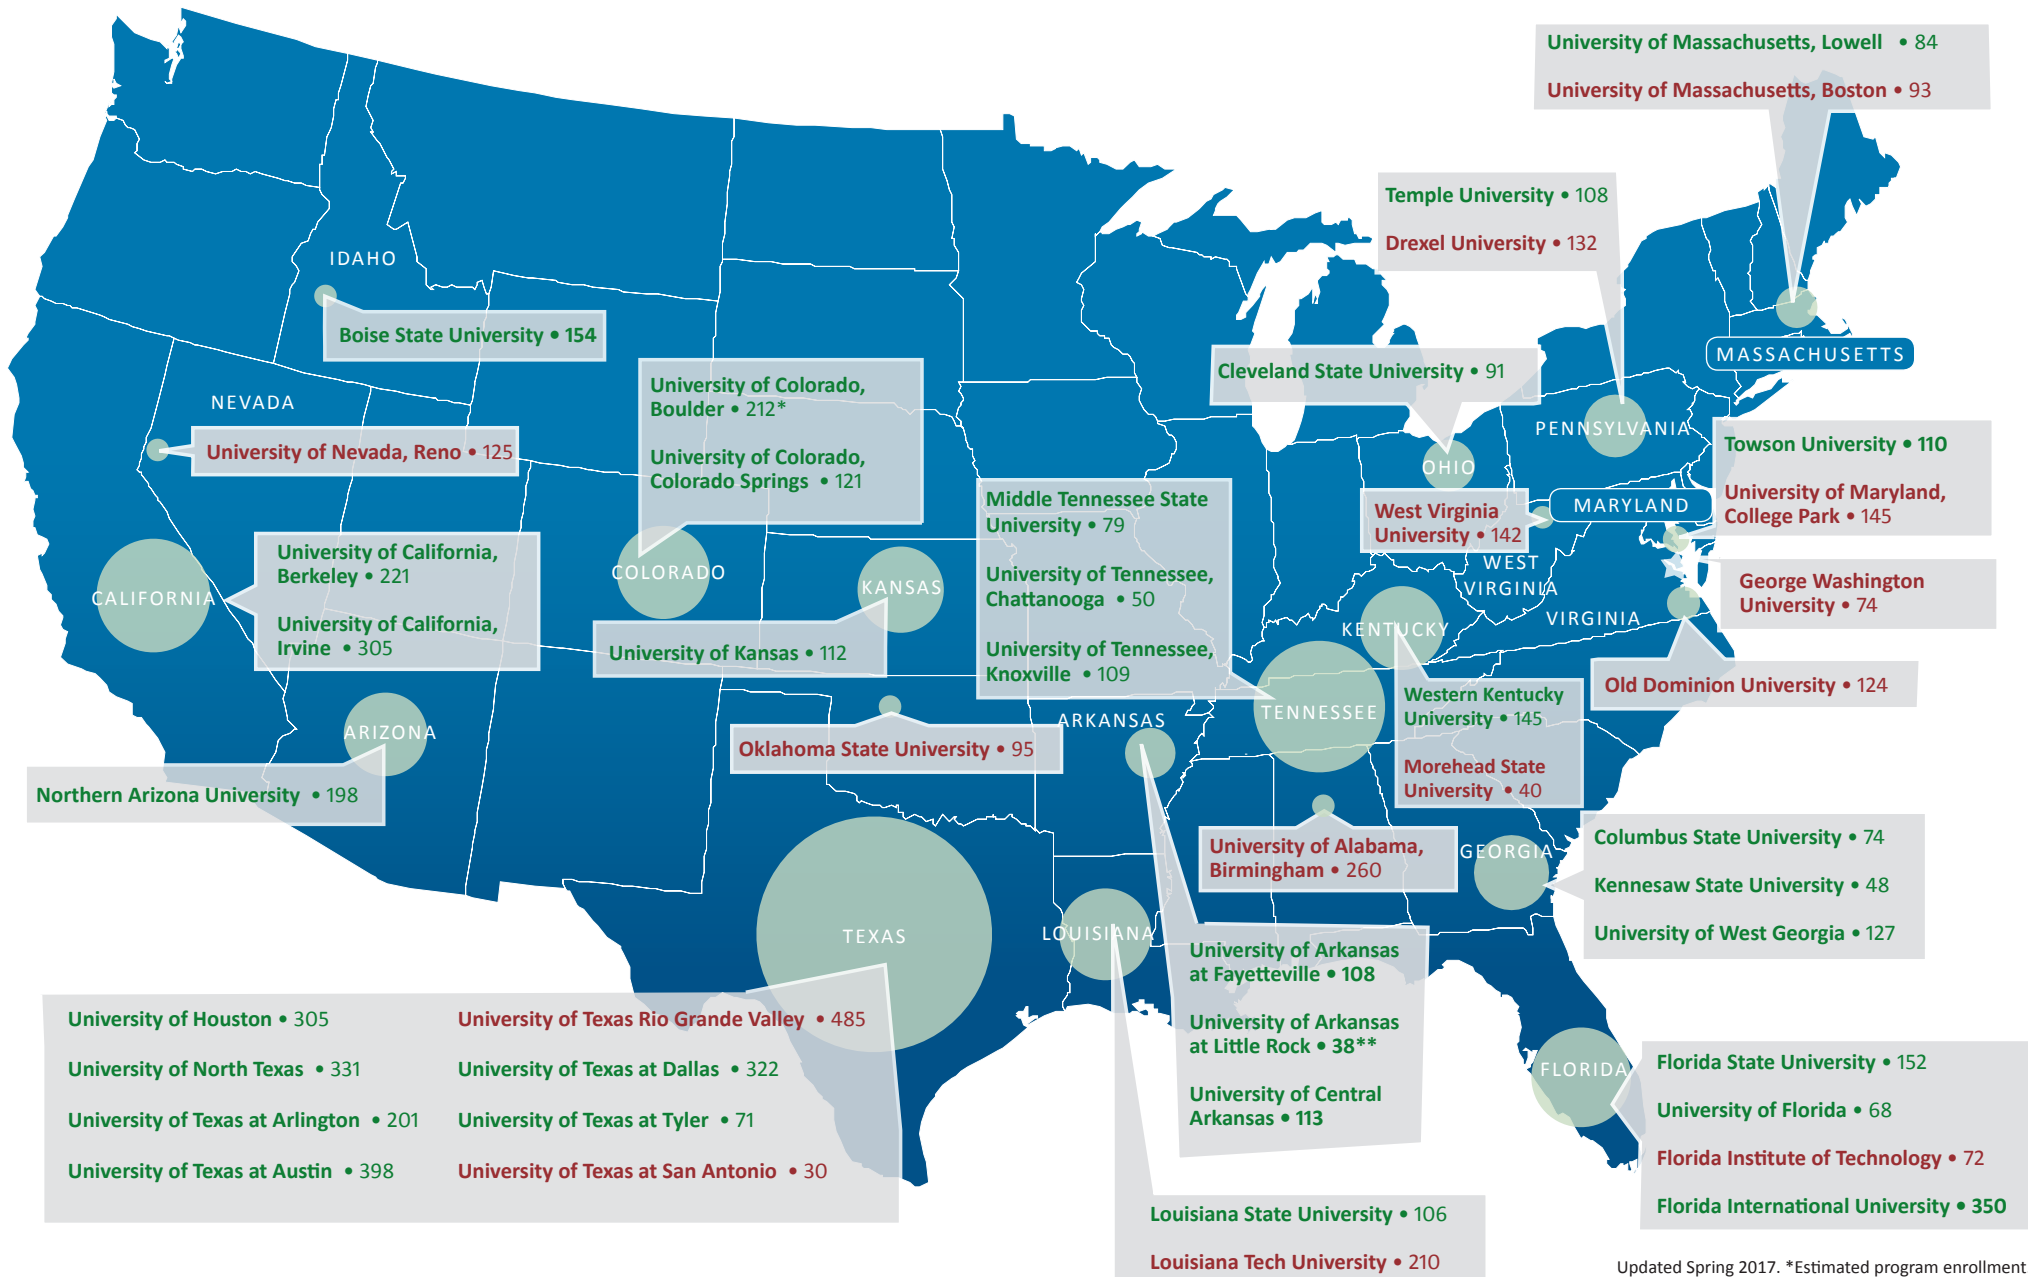 University of Massachusetts, Lowell • 84
University of Massachusetts, Boston • 93
Temple University • 108
Drexel University • 132
IDAHO
Boise State University • 154
MASSACHUSETTS
Cleveland State University • 91
University of Colorado,
Boulder • 212*
University of Colorado,
Colorado Springs • 121
NEVADA
University of Nevada, Reno • 125
PENNSYLVANIA
OHIO
Towson University • 110
University of Maryland,
College Park • 145
MARYLAND
West Virginia
University • 142
Middle Tennessee State
University • 79
University of Tennessee,
Chattanooga • 50
University of Tennessee,
Knoxville • 109
University of California,
Berkeley • 221
University of California,
Irvine • 305
CALIFORNIA
COLORADO
KANSAS
WEST
VIRGINIA
George Washington
University • 74
VIRGINIA
KENTUCKY
University of Kansas • 112
Old Dominion University • 124
Western Kentucky
University • 145
Morehead State
University • 40
TENNESSEE
ARKANSAS
ARIZONA
Oklahoma State University • 95
Northern Arizona University • 198
University of Alabama,
Birmingham • 260
GEORGIA
Columbus State University • 74
Kennesaw State University • 48
University of West Georgia • 127
TEXAS
LOUISIANA
University of Arkansas
at Fayetteville • 108
University of Arkansas
at Little Rock • 38**
University of Central
Arkansas • 113
University of Houston • 305
University of North Texas • 331
University of Texas at Arlington • 201
University of Texas at Austin • 398
University of Texas Rio Grande Valley • 485
University of Texas at Dallas • 322
University of Texas at Tyler • 71
University of Texas at San Antonio • 30
FLORIDA
Florida State University • 152
University of Florida • 68
Florida Institute of Technology • 72
Florida International University • 350
Louisiana State University • 106
Louisiana Tech University • 210
Updated Spring 2017. *Estimated program enrollment